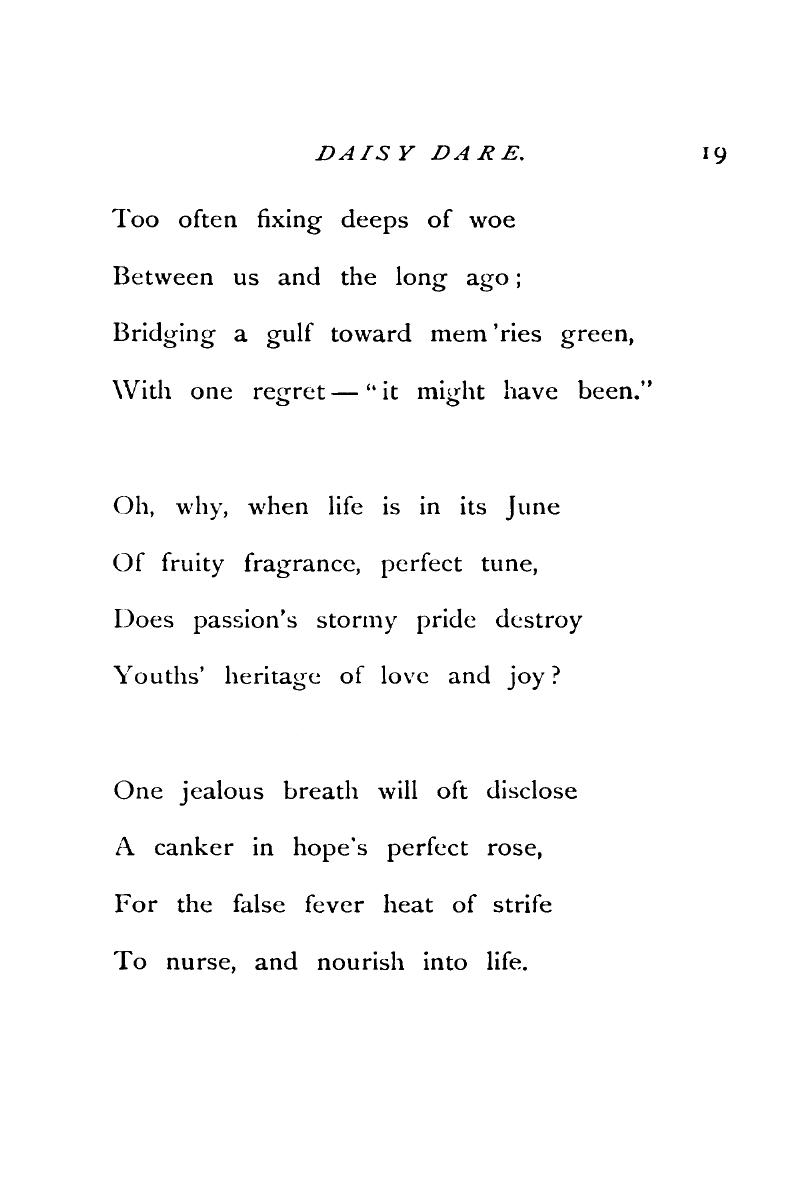 DAISY DARE. 19
Too often fixing deeps of woe
Between us and the long ago;
Bridging a gulf toward mem'ries green,
With one regret—"it might have been."
Oh, why, when life is in its June
Of fruity fragrance, perfect tune,
Does passion's stormy pride destroy
Youths' heritage of love and joy?
One jealous breath will oft disclose
A canker in hope's perfect rose,
For the false fever heat of strife
To nurse, and nourish into life.